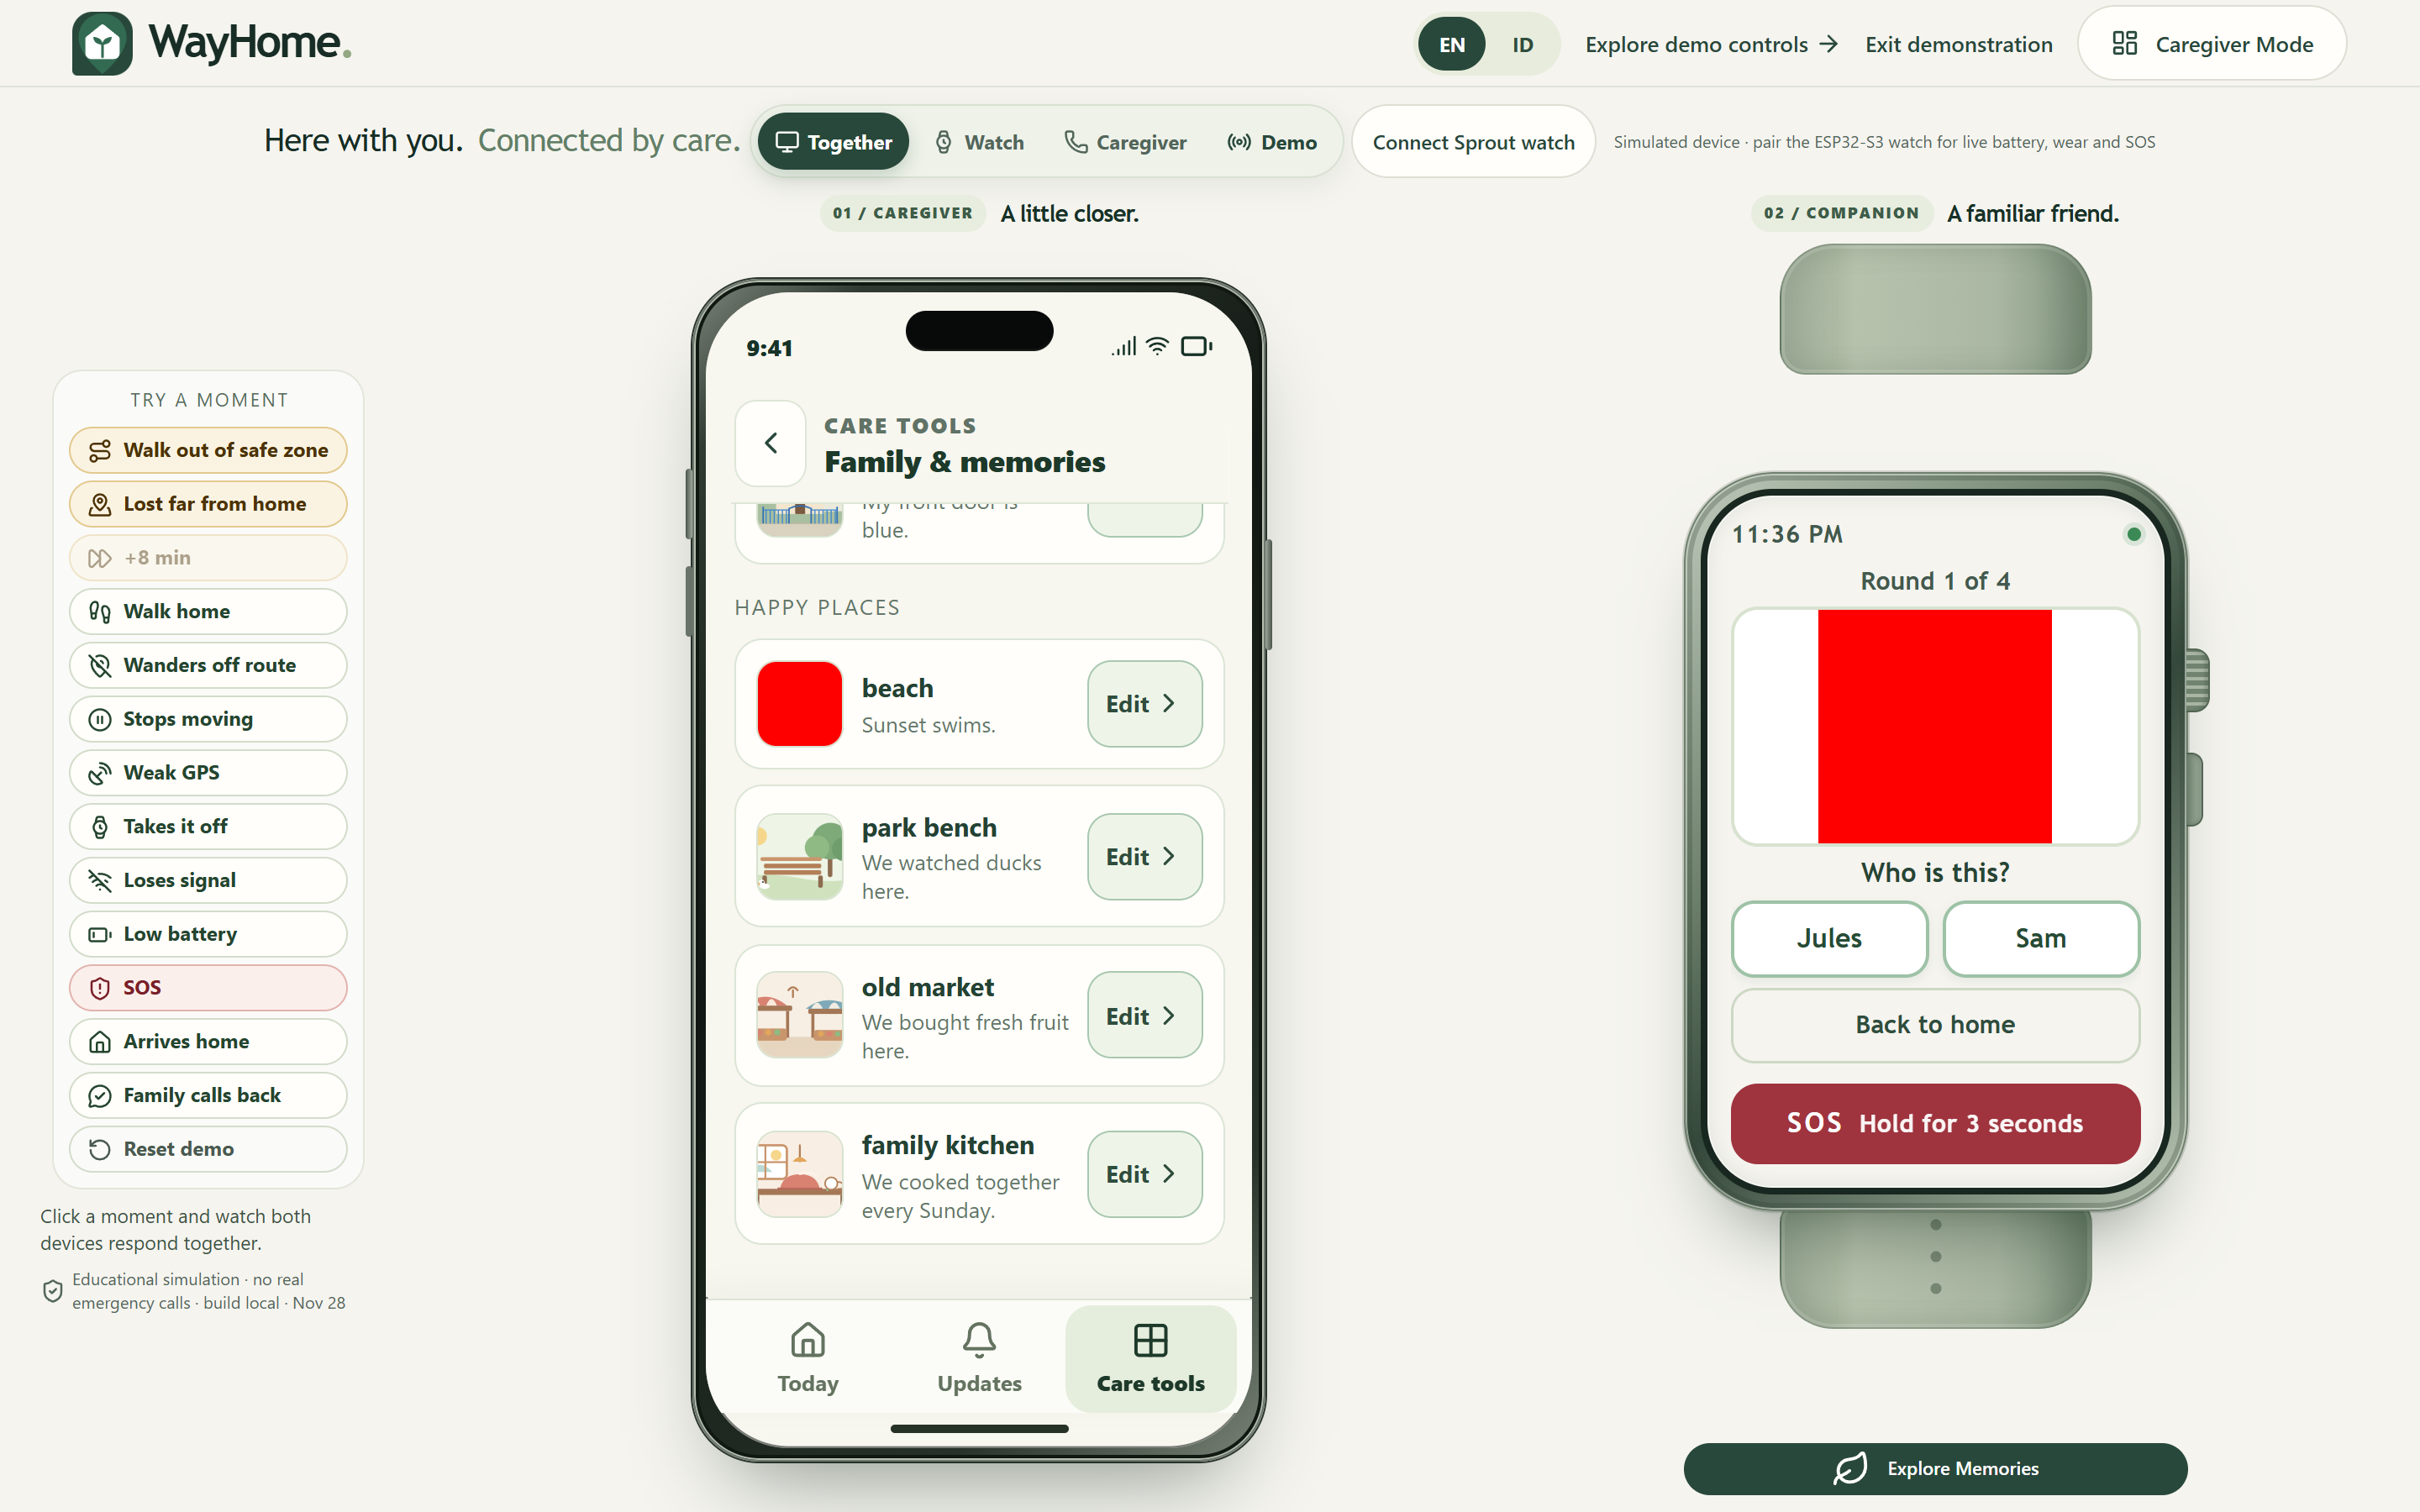 WayHome.
EN
ID
Explore demo controls
Exit demonstration
Caregiver Mode
Here with you. Connected by care.
Together
Watch
Caregiver
Demo
Connect Sprout watch
Simulated device · pair the ESP32-S3 watch for live battery, wear and SOS
01 / CAREGIVER
A little closer.
02 / COMPANION
A familiar friend.
TRY A MOMENT
Walk out of safe zone
Lost far from home
+8 min
Walk home
Wanders off route
Stops moving
Weak GPS
Takes it off
Loses signal
Low battery
SOS
Arrives home
Family calls back
Reset demo
Click a moment and watch both
devices respond together.
Educational simulation · no real
emergency calls · build local · Nov 28
9:41
CARE TOOLS
Family & memories
My front door is
blue.
HAPPY PLACES
beach
Sunset swims.
Edit
park bench
We watched ducks
here.
Edit
old market
We bought fresh fruit
here.
Edit
family kitchen
We cooked together
every Sunday.
Edit
Today
Updates
Care tools
11:36 PM
Round 1 of 4
Who is this?
Jules
Sam
Back to home
SOS Hold for 3 seconds
Explore Memories